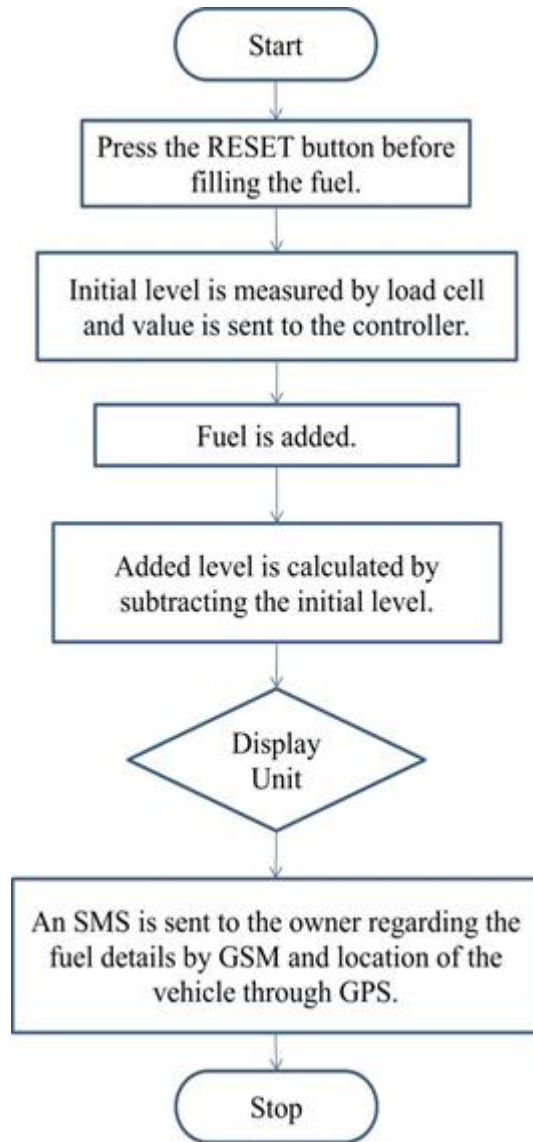 Start
Press the RESET button before
filling the fuel.
Initial level is measured by load cell
and value is sent to the controller.
Fuel is added.
Added level is calculated by
subtracting the initial level.
Display
Unit
An SMS is sent to the owner regarding the
fuel details by GSM and location of the
vehicle through GPS.
Stop